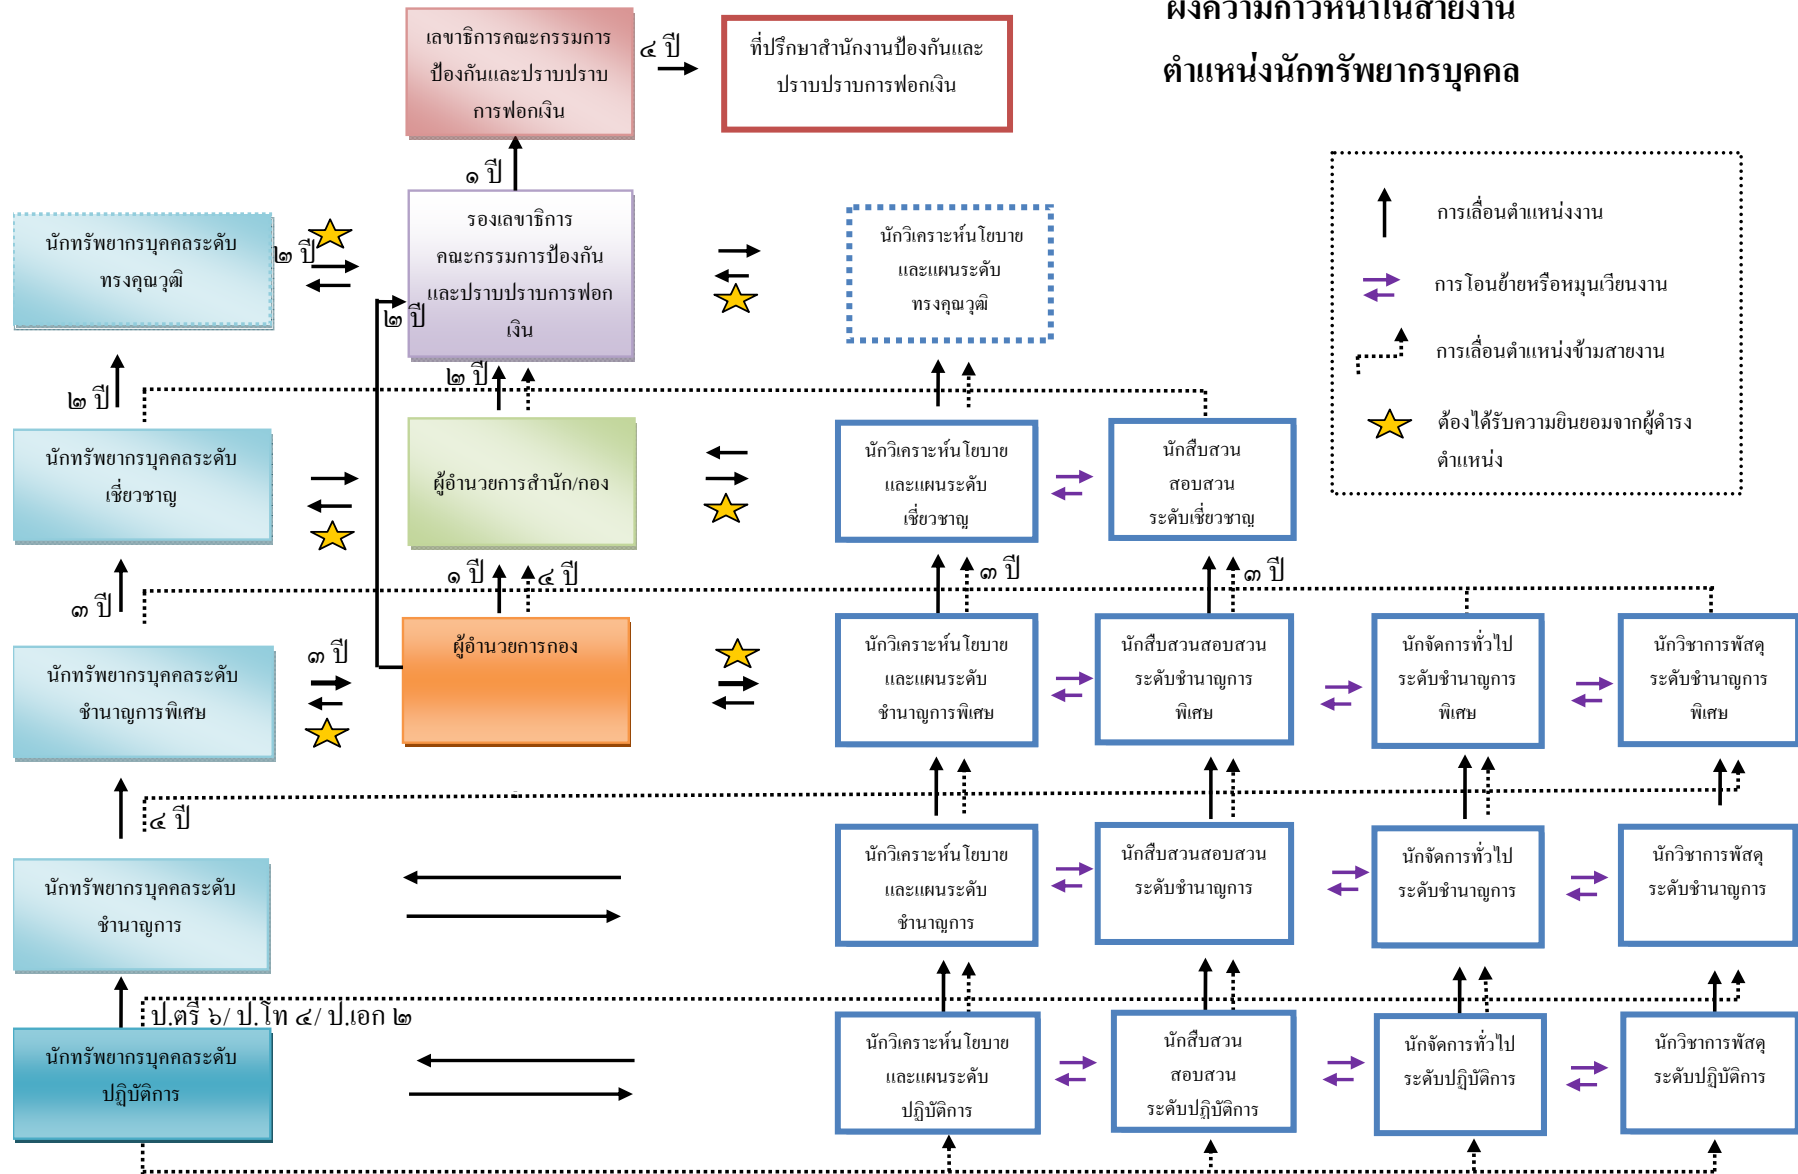 ผังความก้าวหน้าในสายงาน
ตำแหน่งนักทรัพยากรบุคคล
เลขาธิการคณะกรรมการ
ป้องกันและปราบปราบ
การฟอกเงิน
๔ ปี
ที่ปรึกษาสำนักงานป้องกันและ
ปราบปราบการฟอกเงิน
๑ ปี
การเลื่อนตำแหน่งงาน
การโอนย้ายหรือหมุนเวียนงาน
การเลื่อนตำแหน่งข้ามสายงาน
ต้องได้รับความยินยอมจากผู้ดำรง
ตำแหน่ง
นักทรัพยากรบุคคลระดับ
ทรงคุณวุฒิ
๒ ปี
รองเลขาธิการ
คณะกรรมการป้องกัน
และปราบปราบการฟอก
เงิน
๒ ปี
นักวิเคราะห์นโยบาย
และแผนระดับ
ทรงคุณวุฒิ
๒ ปี
๒ ปี
นักทรัพยากรบุคคลระดับ
เชี่ยวชาญ
ผู้อำนวยการสำนัก/กอง
นักวิเคราะห์นโยบาย
และแผนระดับ
เชี่ยวชาญ
นักสืบสวน
สอบสวน
ระดับเชี่ยวชาญ
๓ ปี
๑ ปี
๔ ปี
๓ ปี
๓ ปี
นักทรัพยากรบุคคลระดับ
ชำนาญการพิเศษ
๓ ปี
ผู้อำนวยการกอง
นักวิเคราะห์นโยบาย
และแผนระดับ
ชำนาญการพิเศษ
นักสืบสวนสอบสวน
ระดับชำนาญการ
พิเศษ
นักจัดการทั่วไป
ระดับชำนาญการ
พิเศษ
นักวิชาการพัสดุ
ระดับชำนาญการ
พิเศษ
๔ ปี
นักทรัพยากรบุคคลระดับ
ชำนาญการ
นักวิเคราะห์นโยบาย
และแผนระดับ
ชำนาญการ
นักสืบสวนสอบสวน
ระดับชำนาญการ
นักจัดการทั่วไป
ระดับชำนาญการ
นักวิชาการพัสดุ
ระดับชำนาญการ
ป.ตรี ๖/ ป.โท ๔/ ป.เอก ๒
นักทรัพยากรบุคคลระดับ
ปฏิบัติการ
นักวิเคราะห์นโยบาย
และแผนระดับ
ปฏิบัติการ
นักสืบสวน
สอบสวน
ระดับปฏิบัติการ
นักจัดการทั่วไป
ระดับปฏิบัติการ
นักวิชาการพัสดุ
ระดับปฏิบัติการ